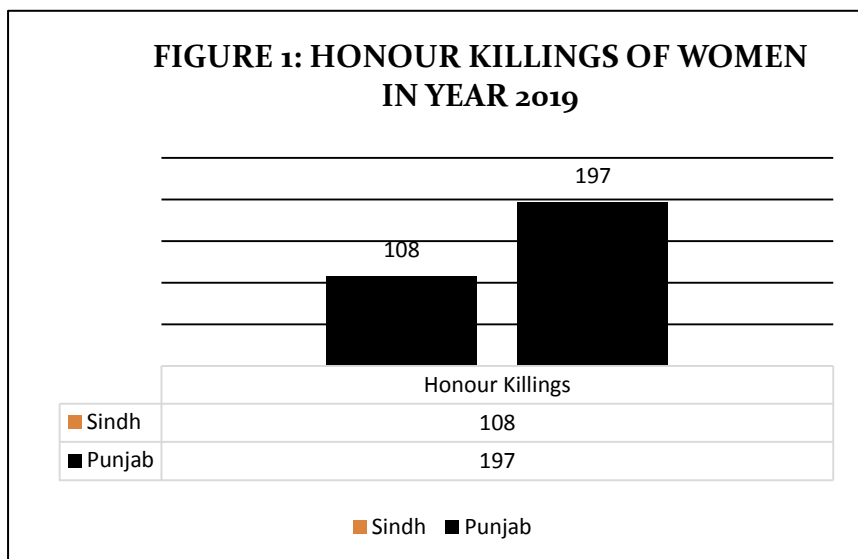 FIGURE 1: HONOUR KILLINGS OF WOMEN
IN YEAR 2019
197
108
Honour Killings
Sindh 108
Punjab 197
Sindh Punjab